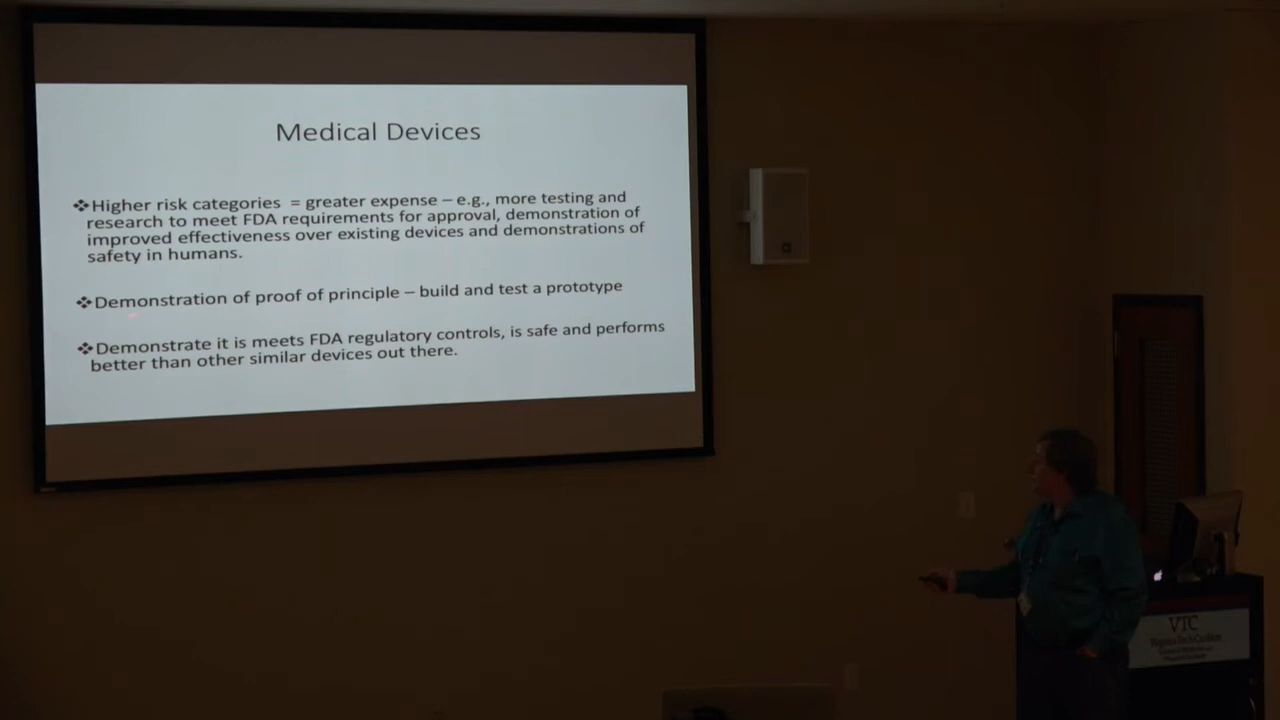 Medical Devices
❖Higher risk categories = greater expense – e.g., more testing and
research to meet FDA requirements for approval, demonstration of
improved effectiveness over existing devices and demonstrations of
safety in humans.
❖Demonstration of proof of principle – build and test a prototype
❖Demonstrate it is meets FDA regulatory controls, is safe and performs
better than other similar devices out there.
VTC